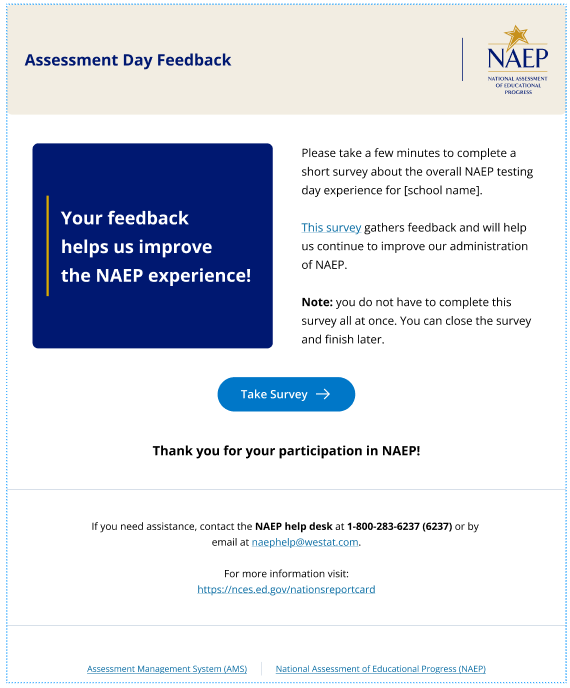 Assessment Day Feedback
NAEP
NATIONAL ASSESSMENT
OF EDUCATIONAL
PROGRESS
Your feedback
helps us improve
the NAEP experience!
Please take a few minutes to complete a
short survey about the overall NAEP testing
day experience for [school name].
This survey gathers feedback and will help
us continue to improve our administration
of NAEP.
Note: you do not have to complete this
survey all at once. You can close the survey
and finish later.
Take Survey →
Thank you for your participation in NAEP!
If you need assistance, contact the NAEP help desk at 1-800-283-6237 (6237) or by
email at naephelp@westat.com.
For more information visit:
https://nces.ed.gov/nationsreportcard
Assessment Management System (AMS)
National Assessment of Educational Progress (NAEP)